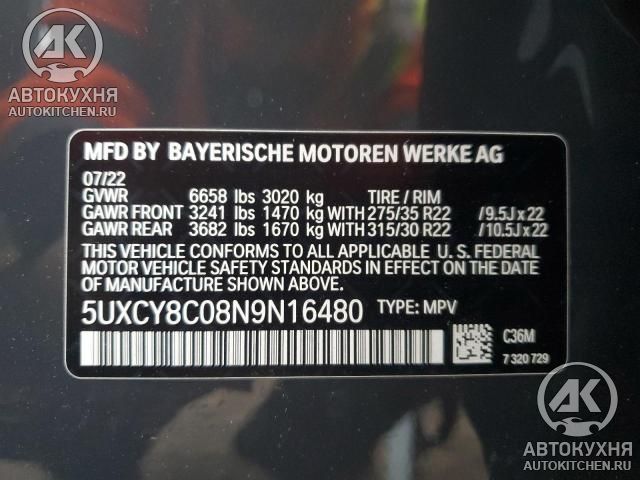 АК
АВТОКУХНЯ
AUTOKITCHEN.RU
MFD BY BAYERISCHE MOTOREN WERKE AG
07/22
GVWR 6658 lbs 3020 kg TIRE / RIM
GAWR FRONT 3241 lbs 1470 kg WITH 275/35 R22 /9.5J x 22
GAWR REAR 3682 lbs 1670 kg WITH 315/30 R22 /10.5J x 22
THIS VEHICLE CONFORMS TO ALL APPLICABLE U. S. FEDERAL
MOTOR VEHICLE SAFETY STANDARDS IN EFFECT ON THE
DATE OF MANUFACTURE SHOWN ABOVE.
5UXCY8C08N9N16480 TYPE: MPV
C36M
7 320 729
АК
АВТОКУХНЯ
AUTOKITCHEN.RU